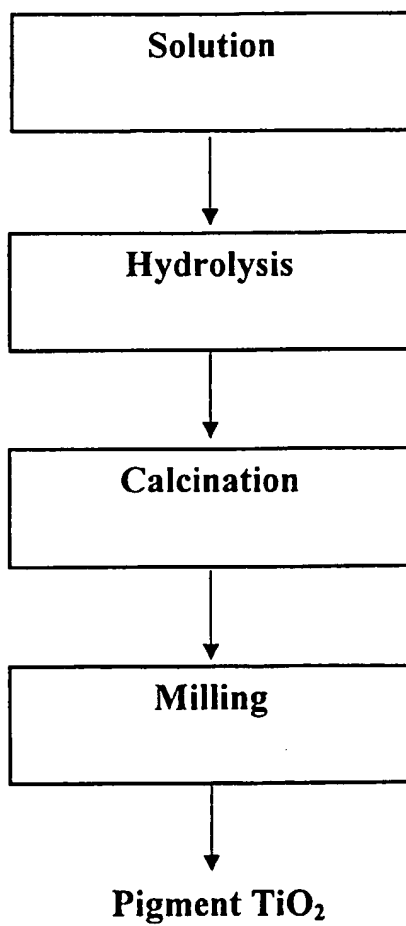 Solution
Hydrolysis
Calcination
Milling
Pigment TiO₂